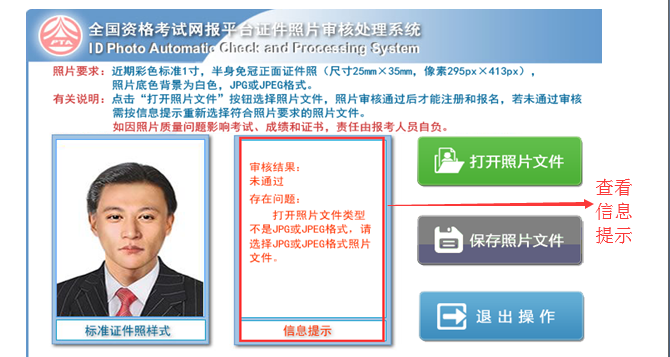 全国资格考试网报平台证件照片审核处理系统
ID Photo Automatic Check and Processing System
PTA
照片要求：近期彩色标准1寸，半身免冠正面证件照（尺寸25mm×35mm，像素295px×413px），
照片底色背景为白色，JPG或JPEG格式。
有关说明：点击“打开照片文件”按钮选择照片文件，照片审核通过后才能注册和报名，若未通过审核
需按信息提示重新选择符合照片要求的照片文件。
如因照片质量问题影响考试、成绩和证书，责任由报考人员自负。
标准证件照样式
审核结果：
未通过
存在问题：
打开照片文件类型
不是JPG或JPEG格式，请
选择JPG或JPEG格式照片
文件。
信息提示
打开照片文件
保存照片文件
退出操作
查看
信息
提示